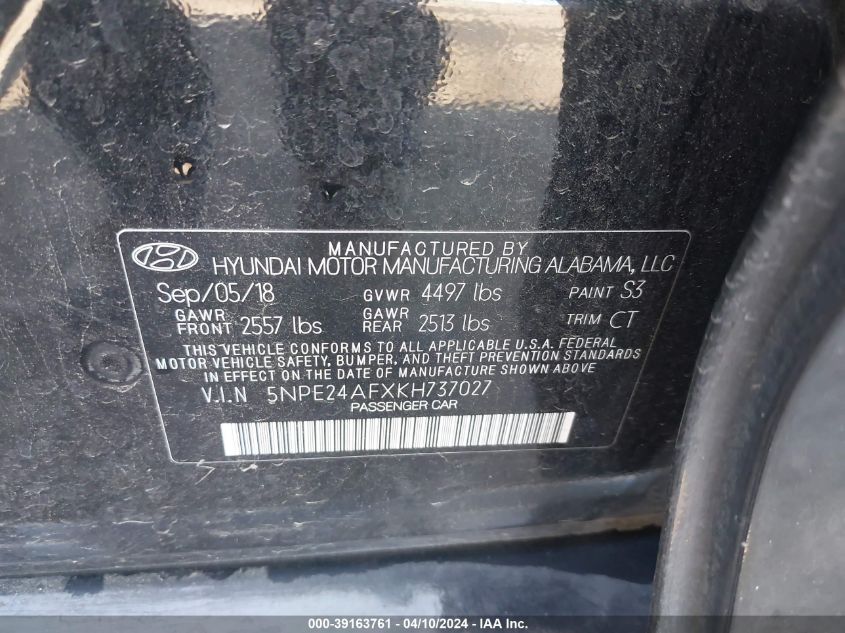 MANUFACTURED BY
HYUNDAI MOTOR MANUFACTURING ALABAMA, LLC
Sep/05/18 GVWR 4497 lbs PAINT S3
GAWR FRONT 2557 lbs GAWR REAR 2513 lbs TRIM CT
THIS VEHICLE CONFORMS TO ALL APPLICABLE U.S.A. FEDERAL
MOTOR VEHICLE SAFETY, BUMPER, AND THEFT PREVENTION STANDARDS
IN EFFECT ON THE DATE OF MANUFACTURE SHOWN ABOVE
V.I.N 5NPE24AFXKH737027
PASSENGER CAR
000-39163761 - 04/10/2024 - IAA Inc.